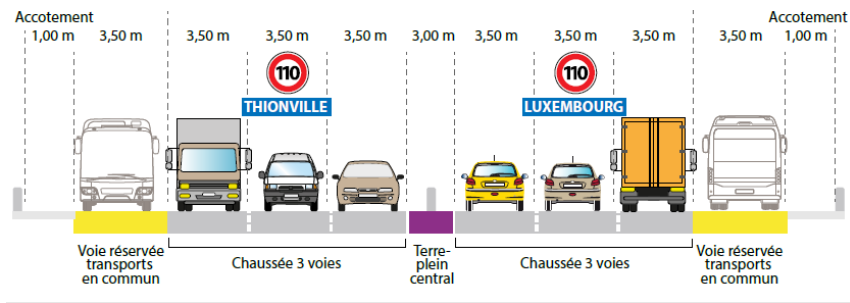 Accotement Accotement
1,00 m 3,50 m 3,50 m 3,50 m 3,50 m 3,00 m 3,50 m 3,50 m 3,50 m 3,50 m 1,00 m
110 110
THIONVILLE LUXEMBOURG
Voie réservée
transports
en commun
Chaussée 3 voies
Terre-
plein
central
Chaussée 3 voies
Voie réservée
transports
en commun